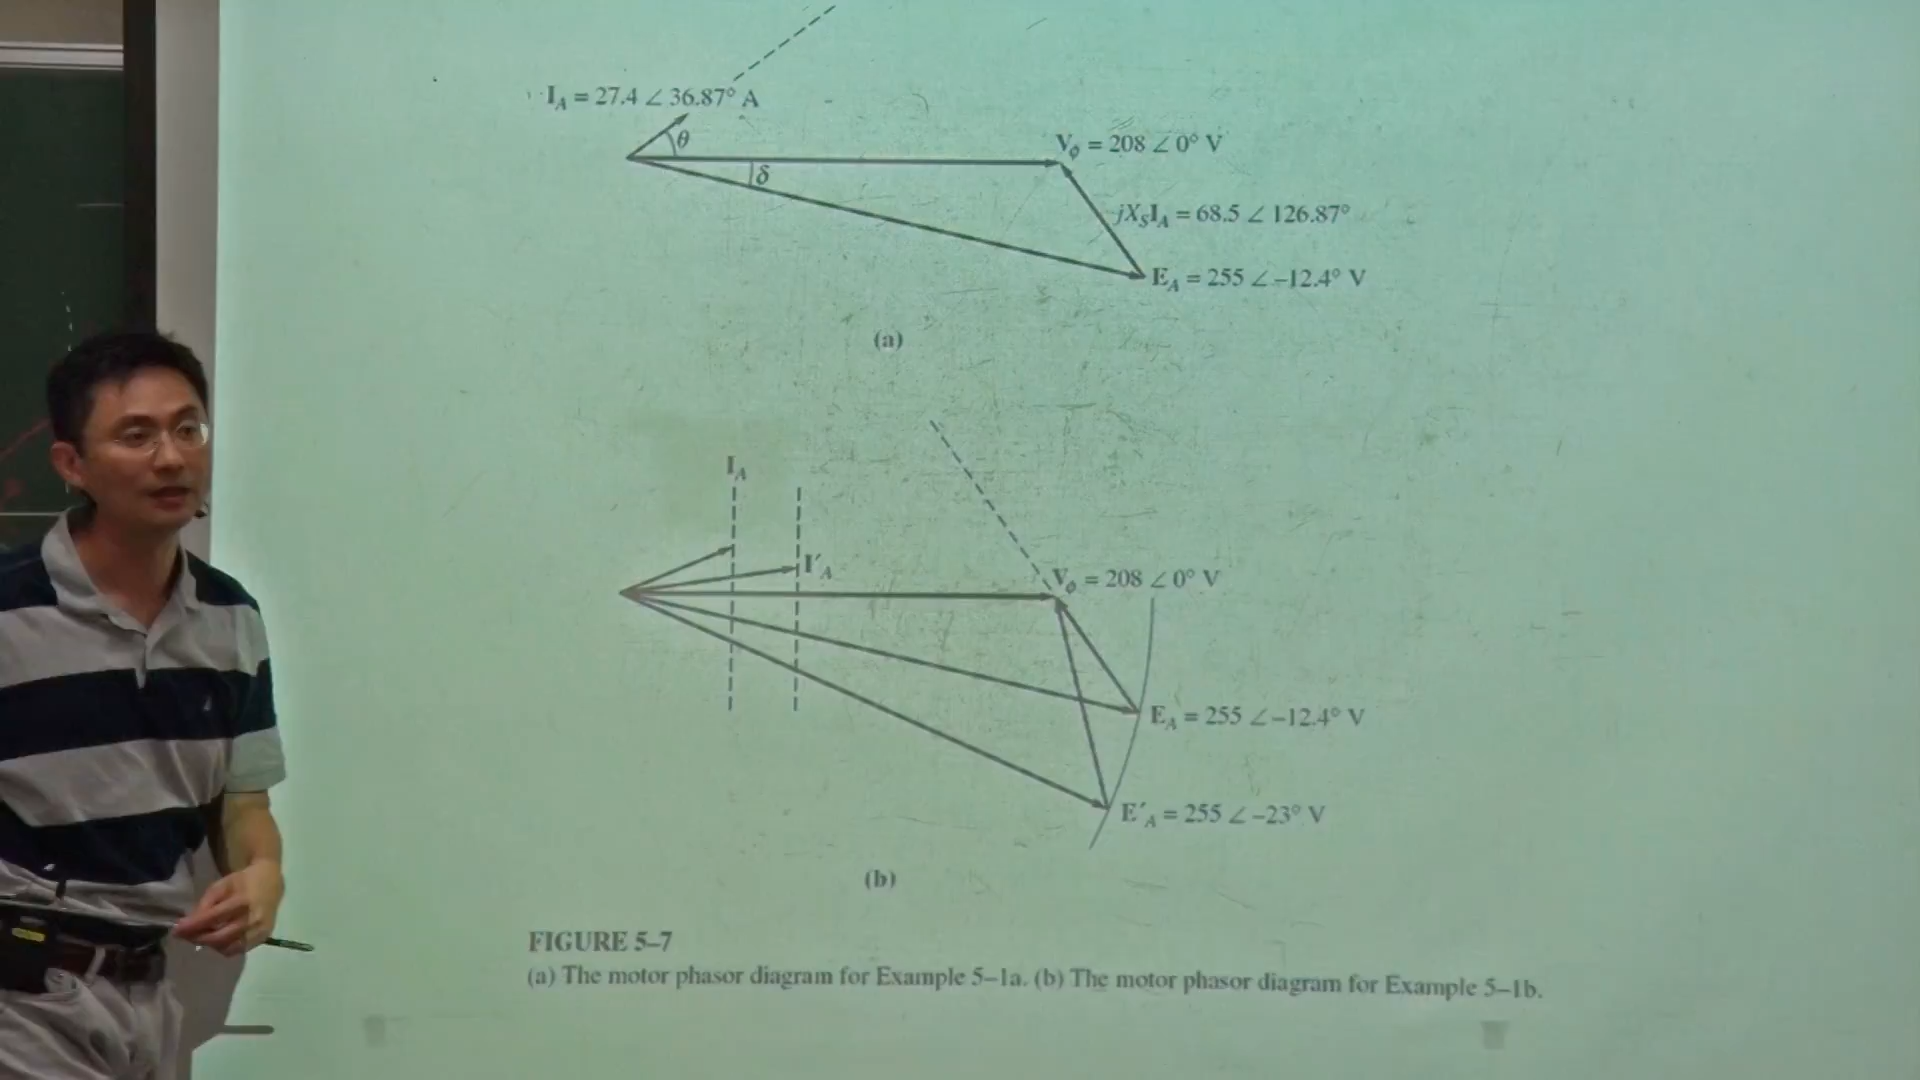 I_A = 27.4 ∠ 36.87° A
θ
V_ϕ = 208 ∠ 0° V
δ
jX_SI_A = 68.5 ∠ 126.87°
E_A = 255 ∠ –12.4° V
(a)
I_A
I′_A
V_ϕ = 208 ∠ 0° V
E_A = 255 ∠ –12.4° V
E′_A = 255 ∠ –23° V
(b)
FIGURE 5–7
(a) The motor phasor diagram for Example 5–1a. (b) The motor phasor diagram for Example 5–1b.